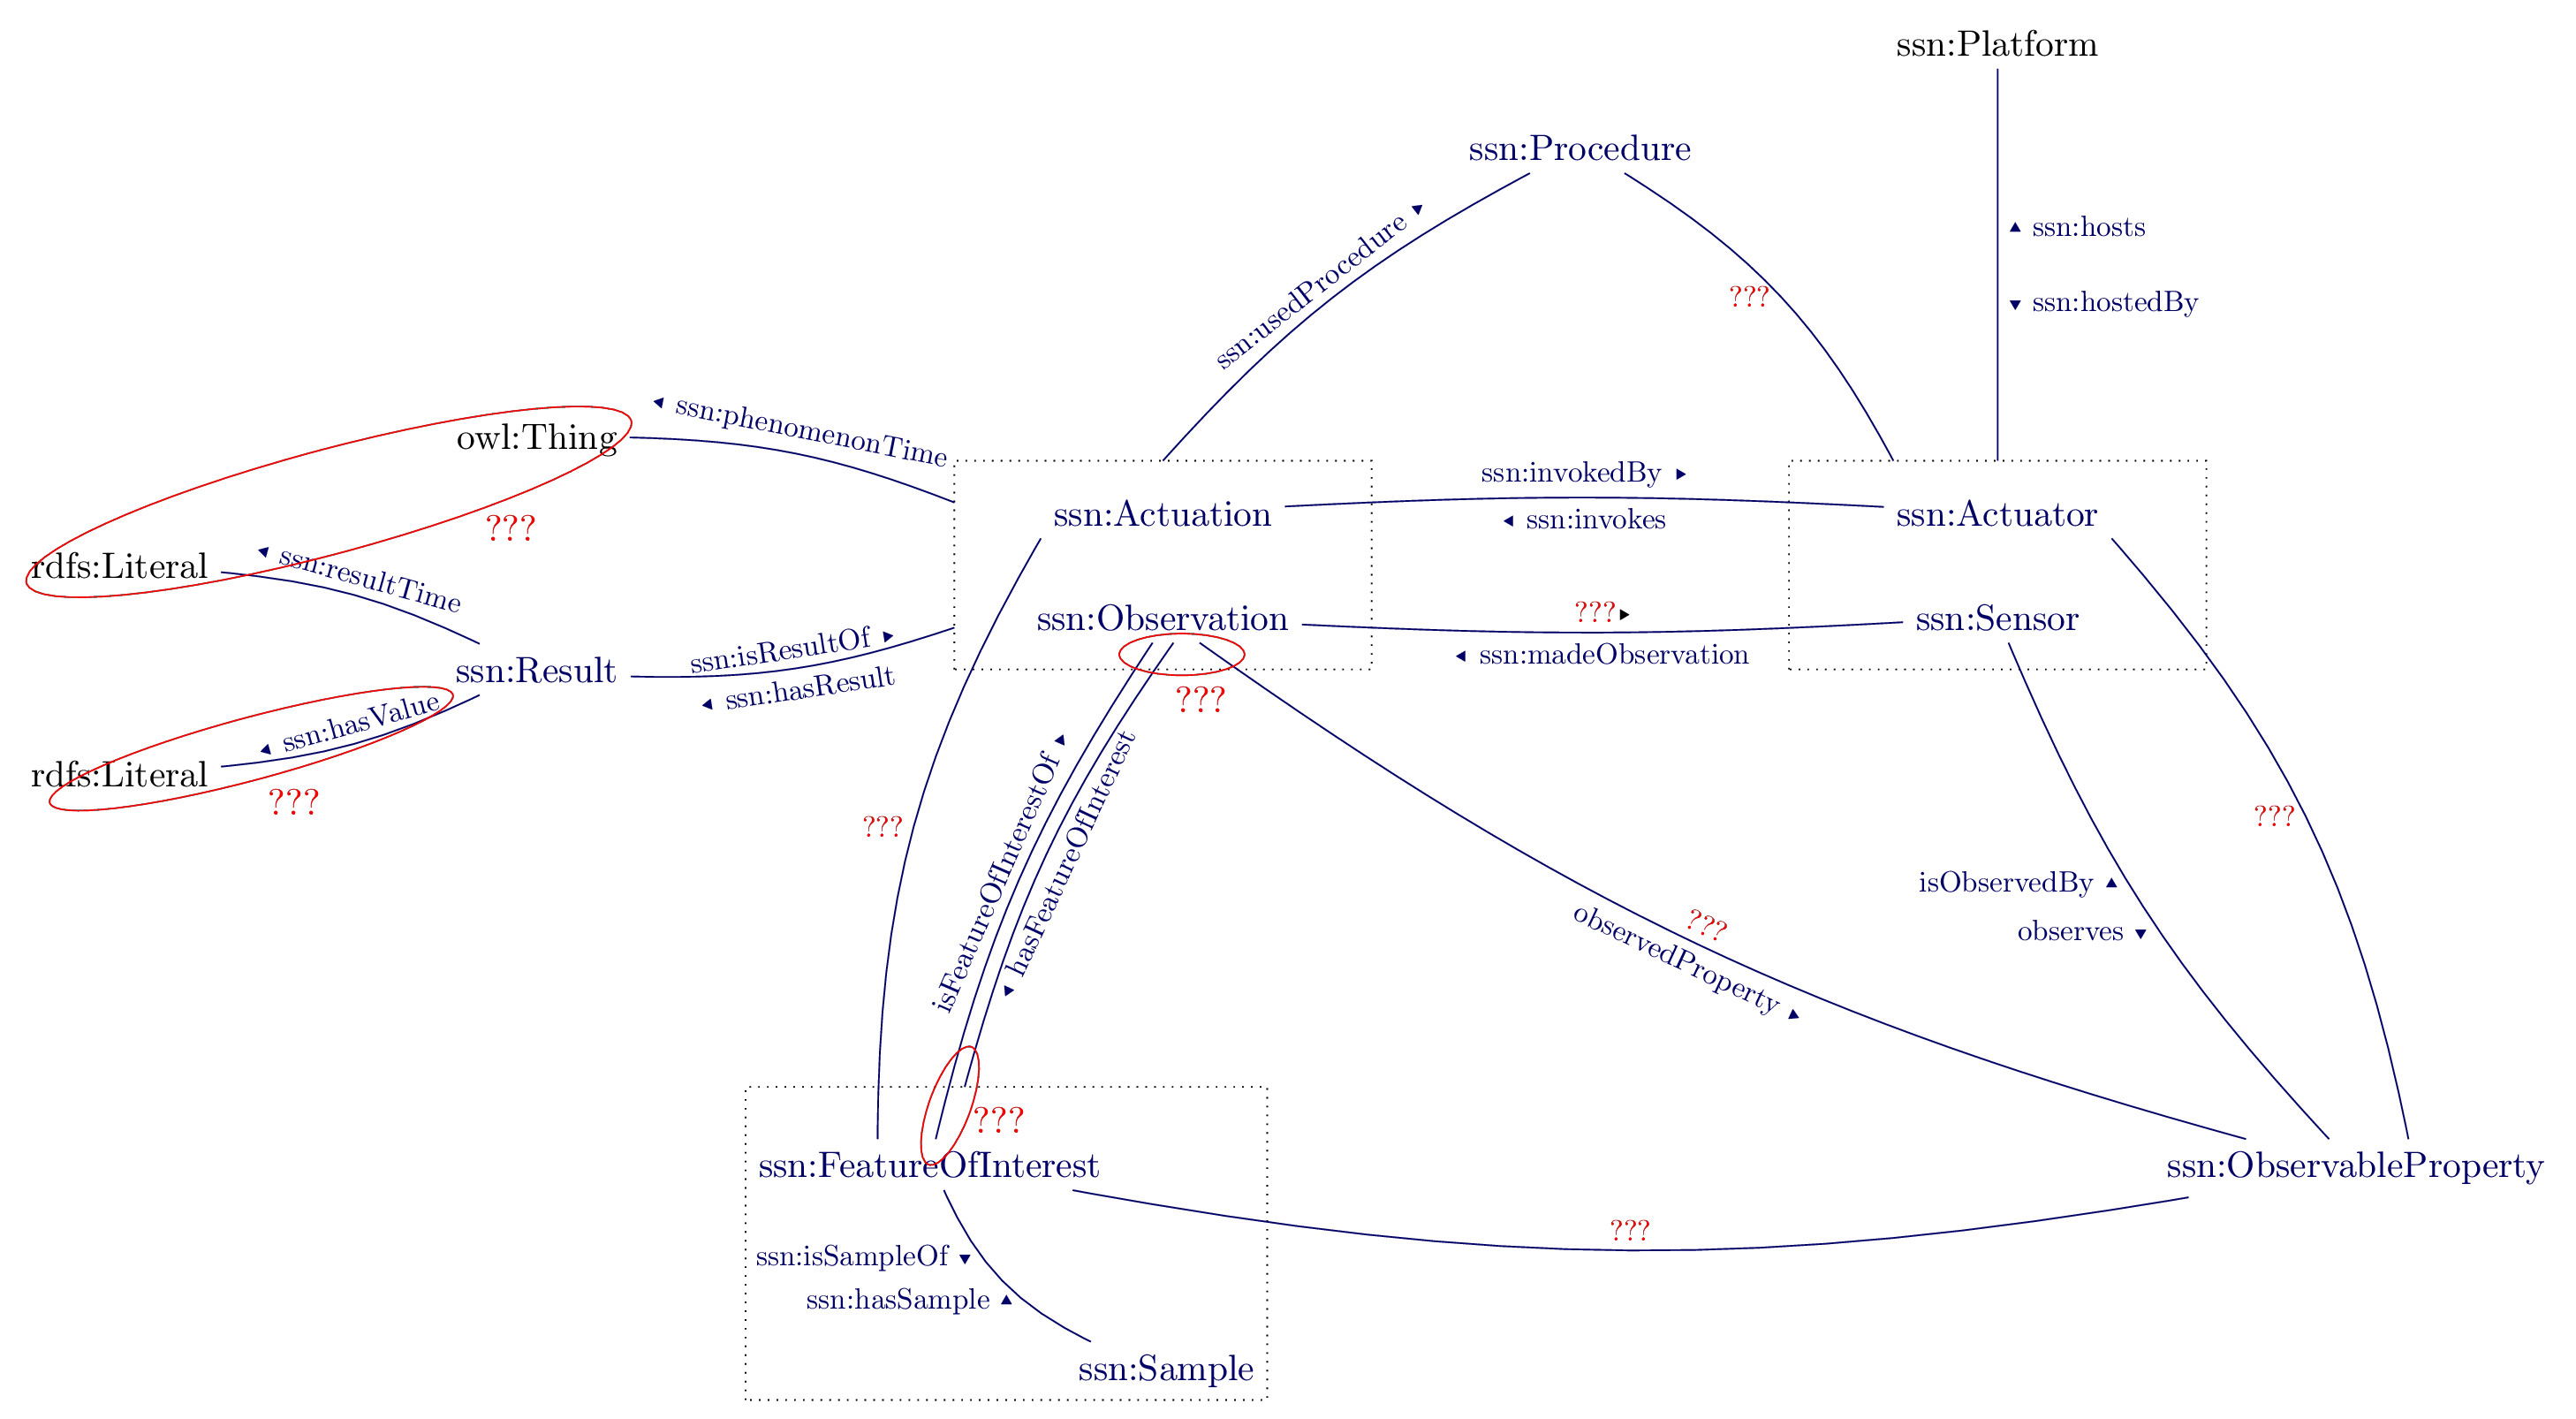 ssn:Platform
ssn:Procedure
ssn:hosts
ssn:usedProcedure
???
ssn:hostedBy
ssn:phenomenonTime
owl:Thing
ssn:invokedBy
ssn:Actuation
ssn:invokes
ssn:Actuator
???
rdfs:Literal
ssn:resultTime
ssn:Observation
???
ssn:Sensor
ssn:isResultOf
ssn:madeObservation
ssn:Result
ssn:hasResult
???
ssn:hasValue
rdfs:Literal
???
???
???
isFeatureOfInterestOf
hasFeatureOfInterest
isObservedBy
???
observes
observedProperty
???
ssn:FeatureOfInterest
ssn:ObservableProperty
???
ssn:isSampleOf
ssn:hasSample
ssn:Sample